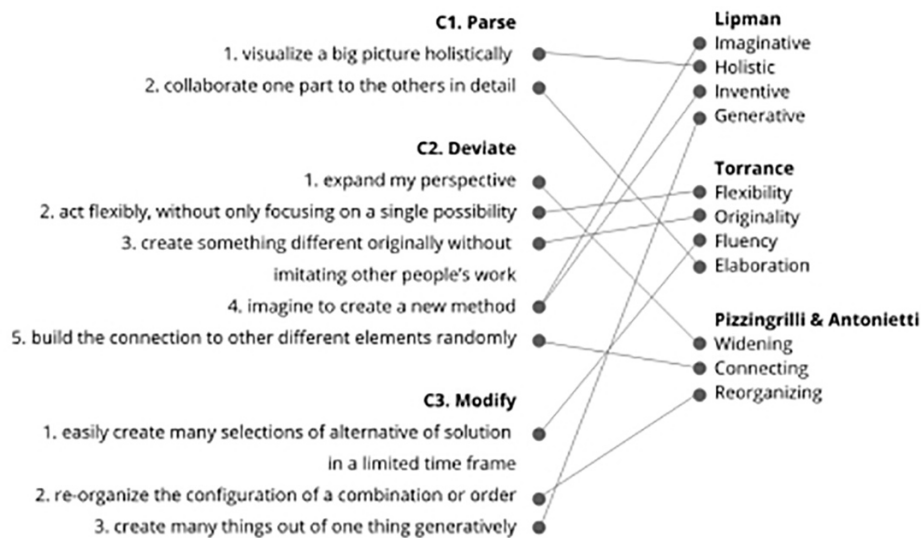 C1. Parse
1. visualize a big picture holistically
2. collaborate one part to the others in detail
C2. Deviate
1. expand my perspective
2. act flexibly, without only focusing on a single possibility
3. create something different originally without
imitating other people's work
4. imagine to create a new method
5. build the connection to other different elements randomly
C3. Modify
1. easily create many selections of alternative of solution
in a limited time frame
2. re-organize the configuration of a combination or order
3. create many things out of one thing generatively
Lipman
Imaginative
Holistic
Inventive
Generative
Torrance
Flexibility
Originality
Fluency
Elaboration
Pizzingrilli & Antonietti
Widening
Connecting
Reorganizing